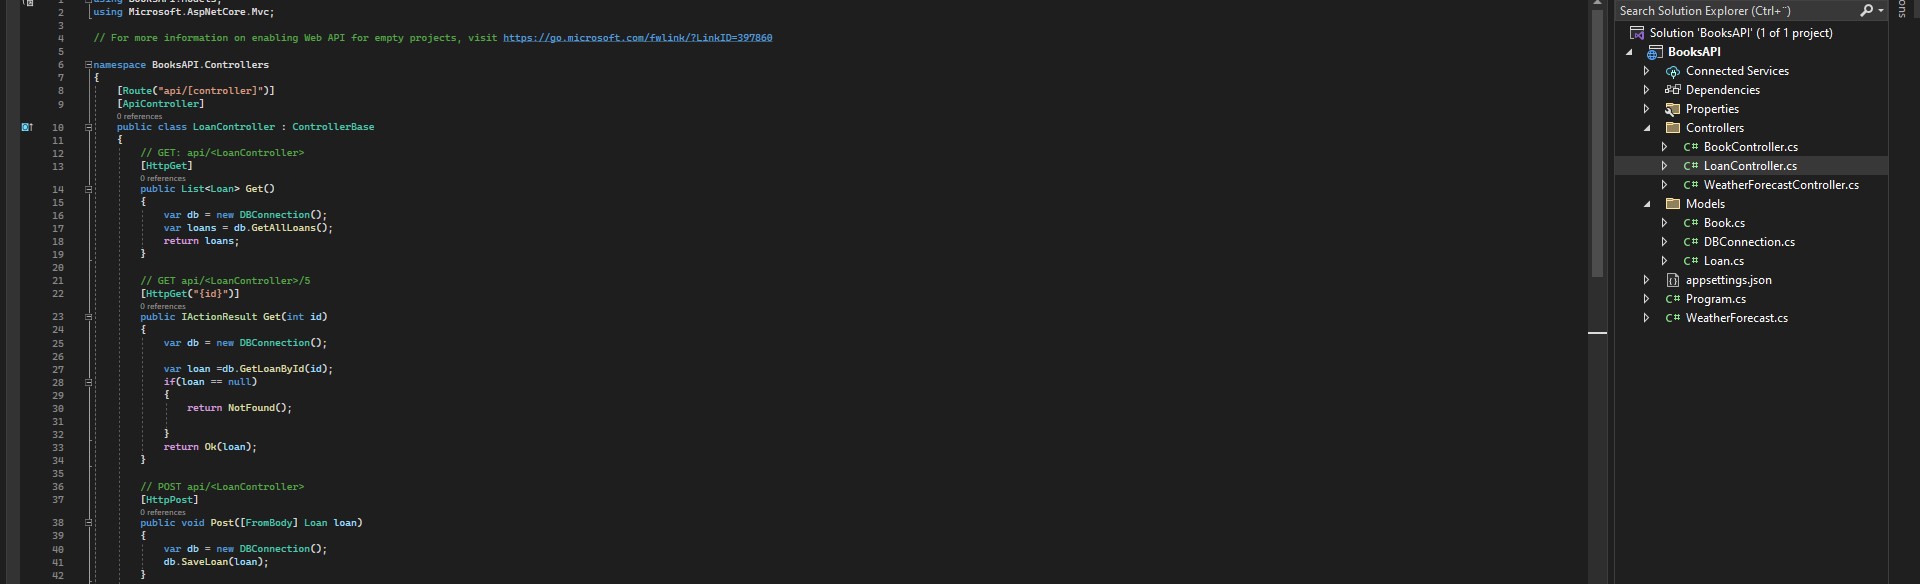 1 using BooksAPI.Models;
2 using Microsoft.AspNetCore.Mvc;
3
4 // For more information on enabling Web API for empty projects, visit https://go.microsoft.com/fwlink/?LinkID=397860
5
6 namespace BooksAPI.Controllers
7 {
8 [Route("api/[controller]")]
9 [ApiController]
0 references
10 public class LoanController : ControllerBase
11 {
12 // GET: api/<LoanController>
13 [HttpGet]
0 references
14 public List<Loan> Get()
15 {
16 var db = new DBConnection();
17 var loans = db.GetAllLoans();
18 return loans;
19 }
20
21 // GET api/<LoanController>/5
22 [HttpGet("{id}")]
0 references
23 public IActionResult Get(int id)
24 {
25 var db = new DBConnection();
26
27 var loan =db.GetLoanById(id);
28 if(loan == null)
29 {
30 return NotFound();
31
32 }
33 return Ok(loan);
34 }
35
36 // POST api/<LoanController>
37 [HttpPost]
0 references
38 public void Post([FromBody] Loan loan)
39 {
40 var db = new DBConnection();
41 db.SaveLoan(loan);
42 }
Search Solution Explorer (Ctrl+¨)
Solution 'BooksAPI' (1 of 1 project)
BooksAPI
Connected Services
Dependencies
Properties
Controllers
C# BookController.cs
C# LoanController.cs
C# WeatherForecastController.cs
Models
C# Book.cs
C# DBConnection.cs
C# Loan.cs
appsettings.json
C# Program.cs
C# WeatherForecast.cs